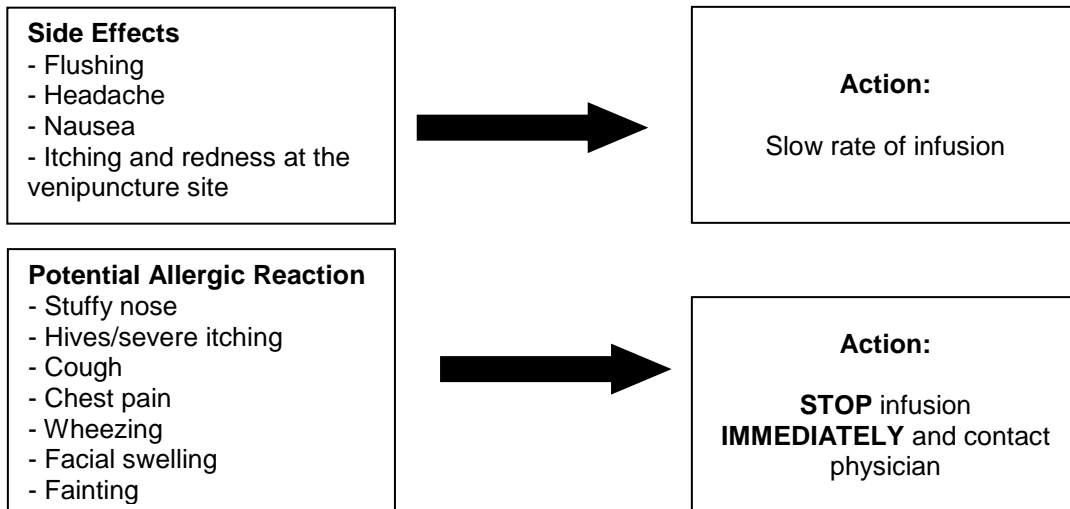 Side Effects
- Flushing
- Headache
- Nausea
- Itching and redness at the
venipuncture site
Action:
Slow rate of infusion
Potential Allergic Reaction
- Stuffy nose
- Hives/severe itching
- Cough
- Chest pain
- Wheezing
- Facial swelling
- Fainting
Action:
STOP infusion
IMMEDIATELY and contact
physician